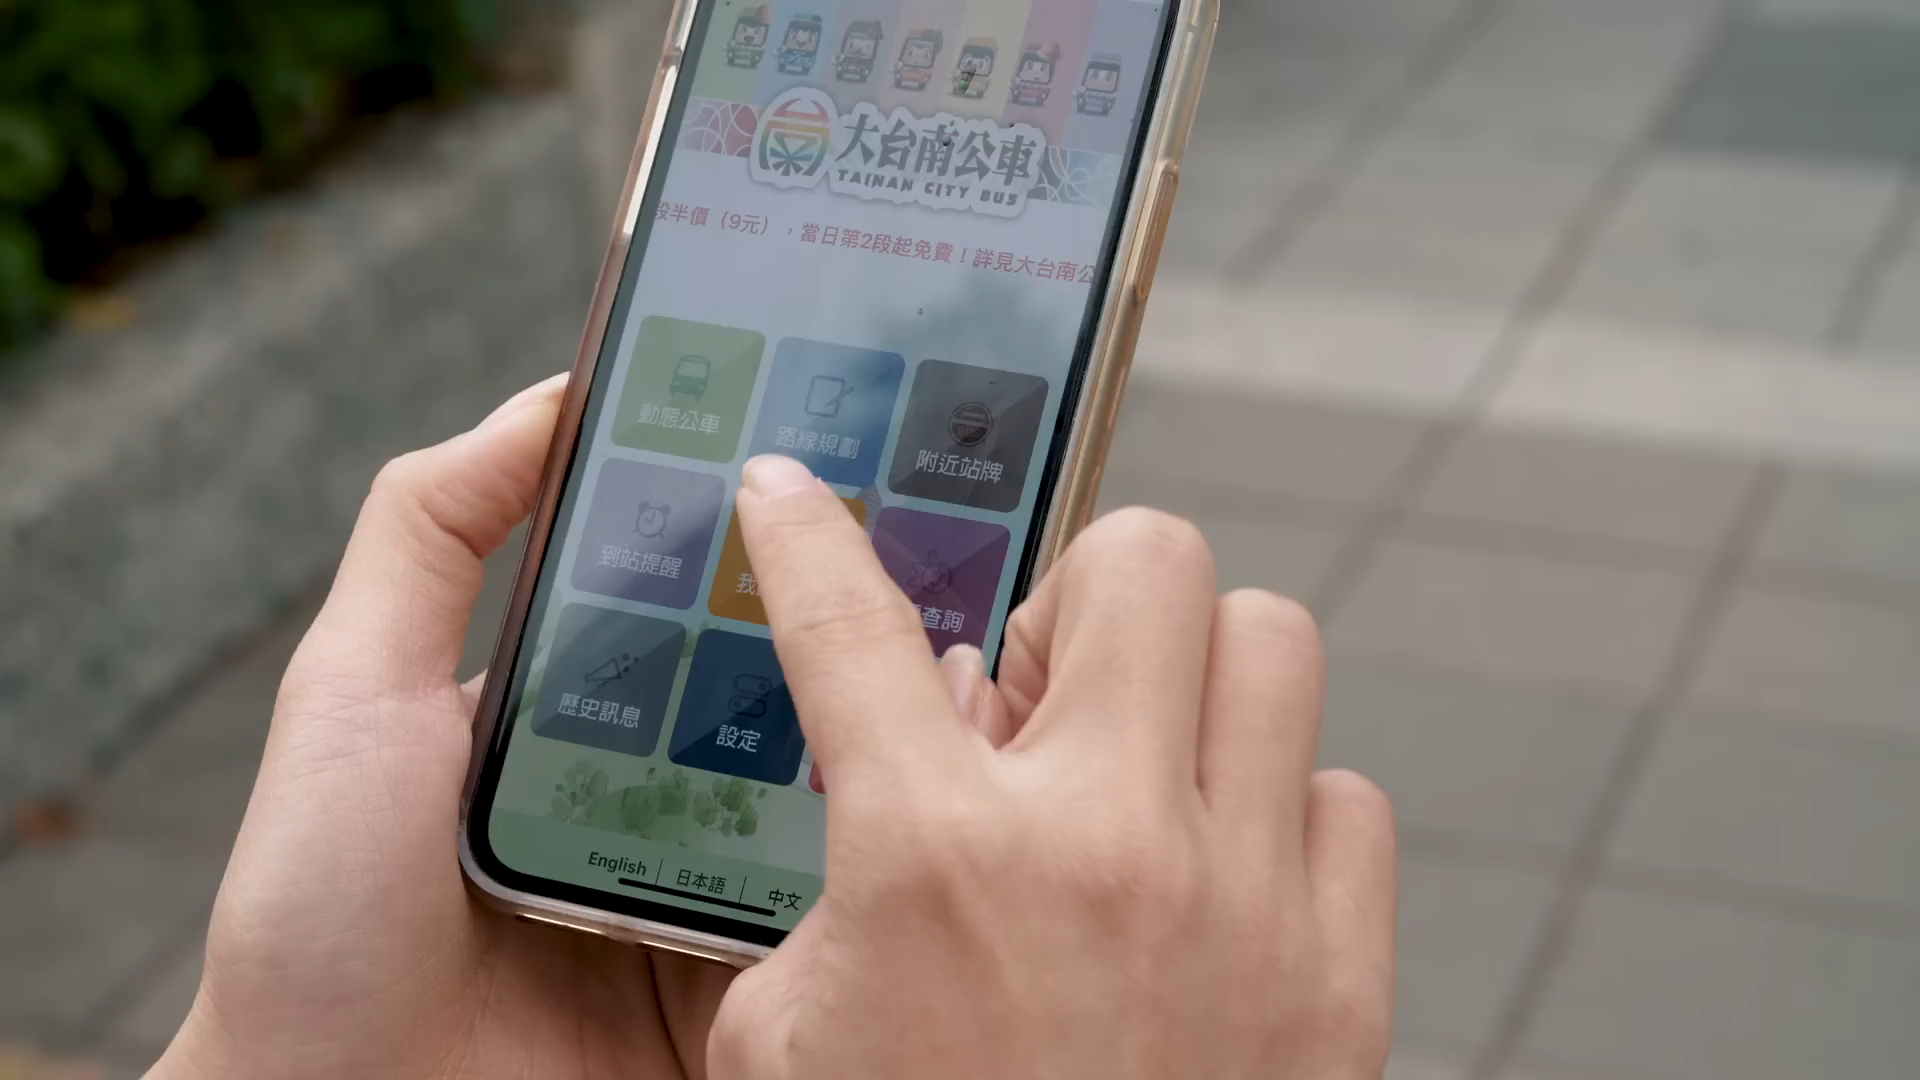 大台南公車
TAINAN CITY BUS
段半價（9元），當日第2段起免費！詳見大台南公
動態公車
路線規劃
附近站牌
到站提醒
我
查詢
歷史訊息
設定
English
日本語
中文